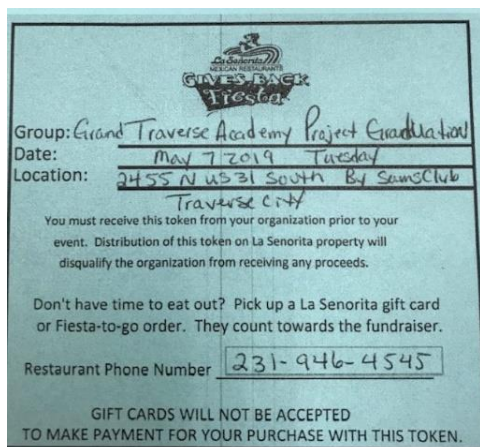 La Señorita
MEXICAN RESTAURANTS
GIVES BACK
Fiesta
Group: Grand Traverse Academy Project Graduation
Date: May 7 2019 Tuesday
Location: 2455 N US 31 South By SamsClub
Traverse City
You must receive this token from your organization prior to your
event. Distribution of this token on La Senorita property will
disqualify the organization from receiving any proceeds.
Don't have time to eat out? Pick up a La Senorita gift card
or Fiesta-to-go order. They count towards the fundraiser.
Restaurant Phone Number 231-946-4545
GIFT CARDS WILL NOT BE ACCEPTED
TO MAKE PAYMENT FOR YOUR PURCHASE WITH THIS TOKEN.